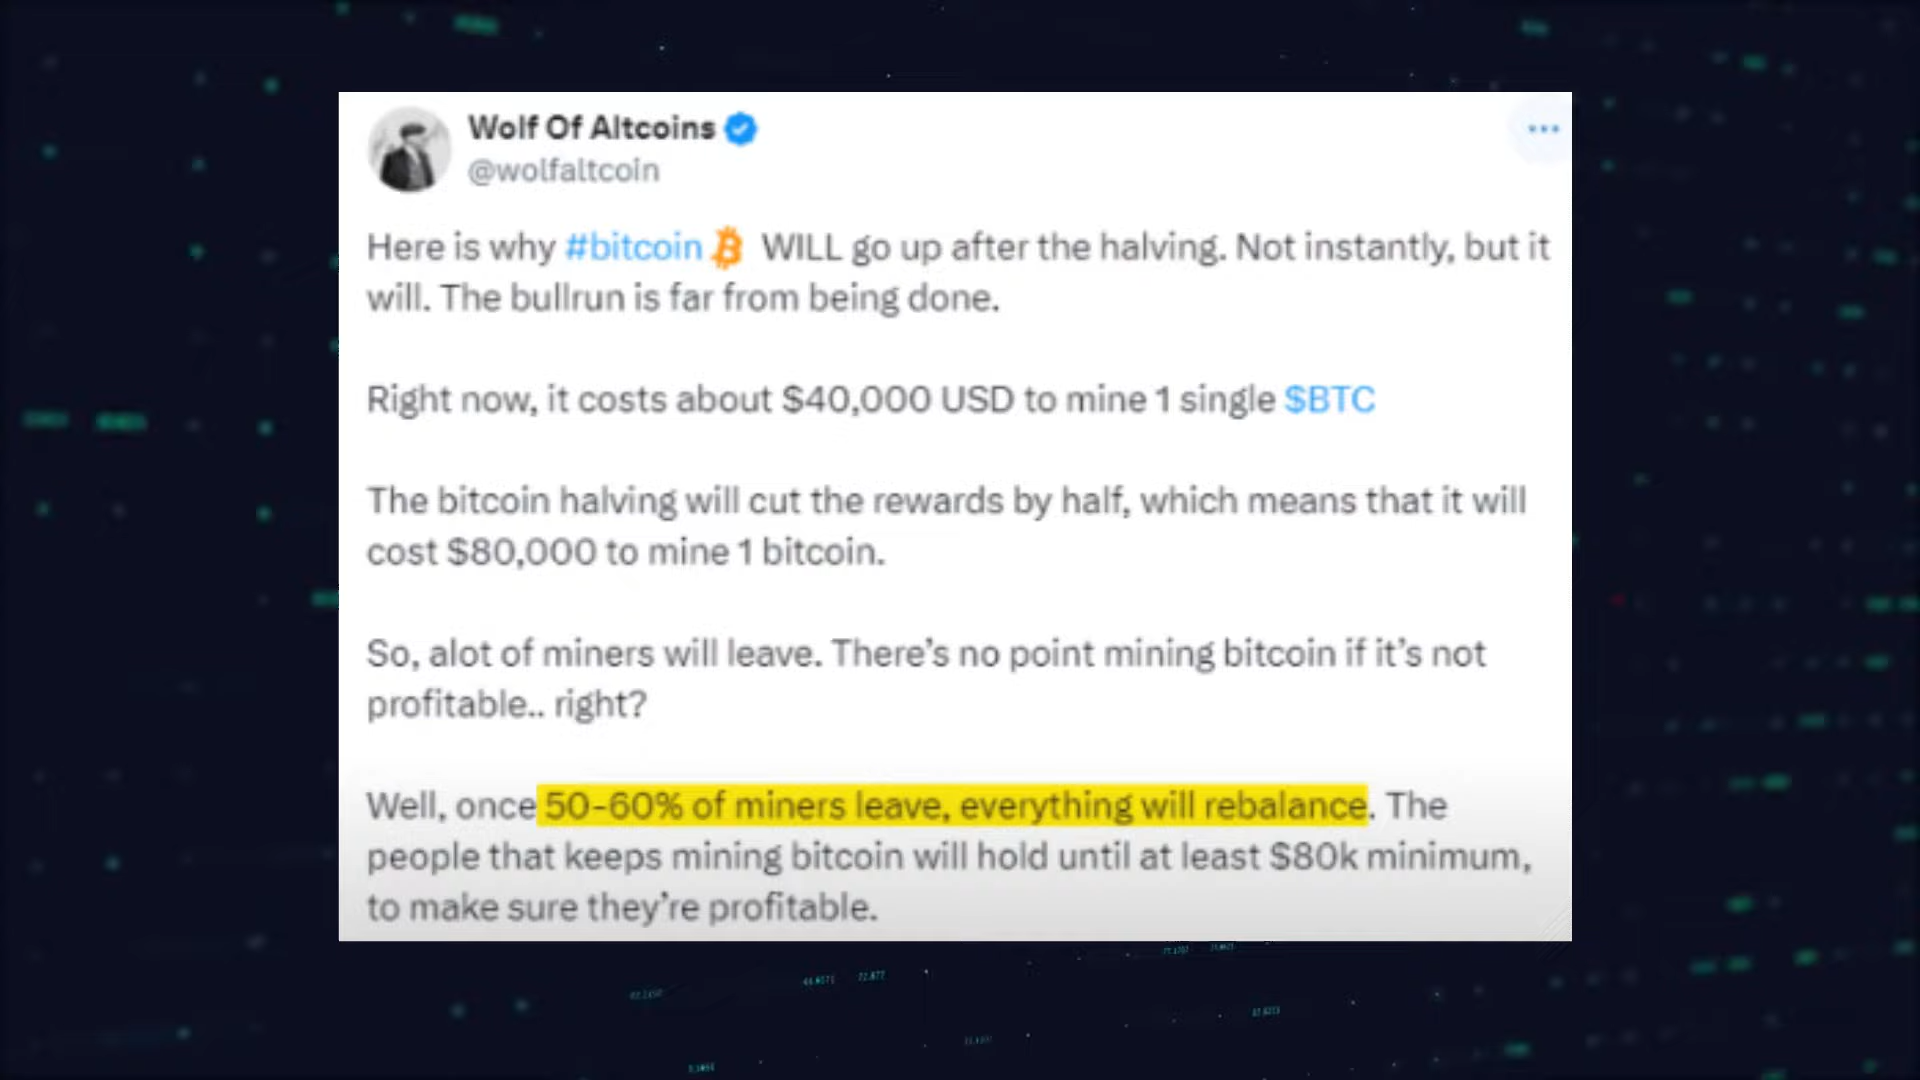 Wolf Of Altcoins
@wolfaltcoin
Here is why #bitcoin WILL go up after the halving. Not instantly, but it
will. The bullrun is far from being done.
Right now, it costs about $40,000 USD to mine 1 single $BTC
The bitcoin halving will cut the rewards by half, which means that it will
cost $80,000 to mine 1 bitcoin.
So, alot of miners will leave. There's no point mining bitcoin if it's not
profitable.. right?
Well, once 50-60% of miners leave, everything will rebalance. The
people that keeps mining bitcoin will hold until at least $80k minimum,
to make sure they're profitable.